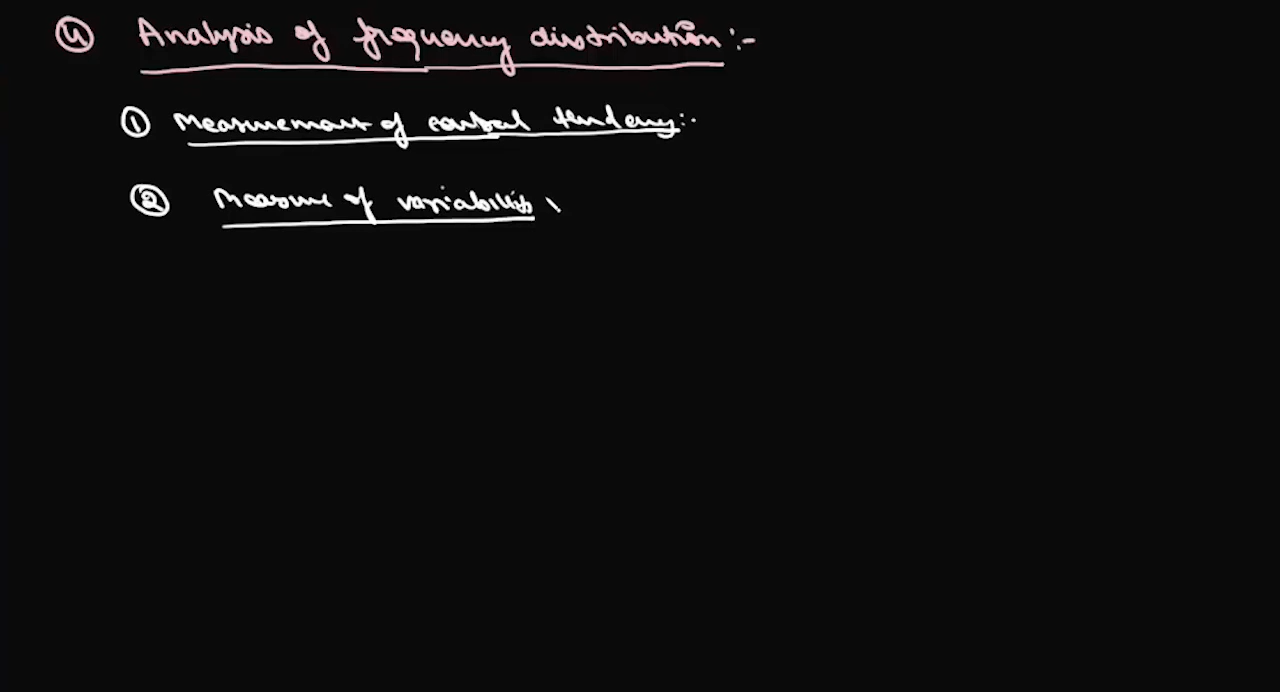 ④ Analysis of frequency distribution :-
① Measurement of central tendency :-
② Measure of variability